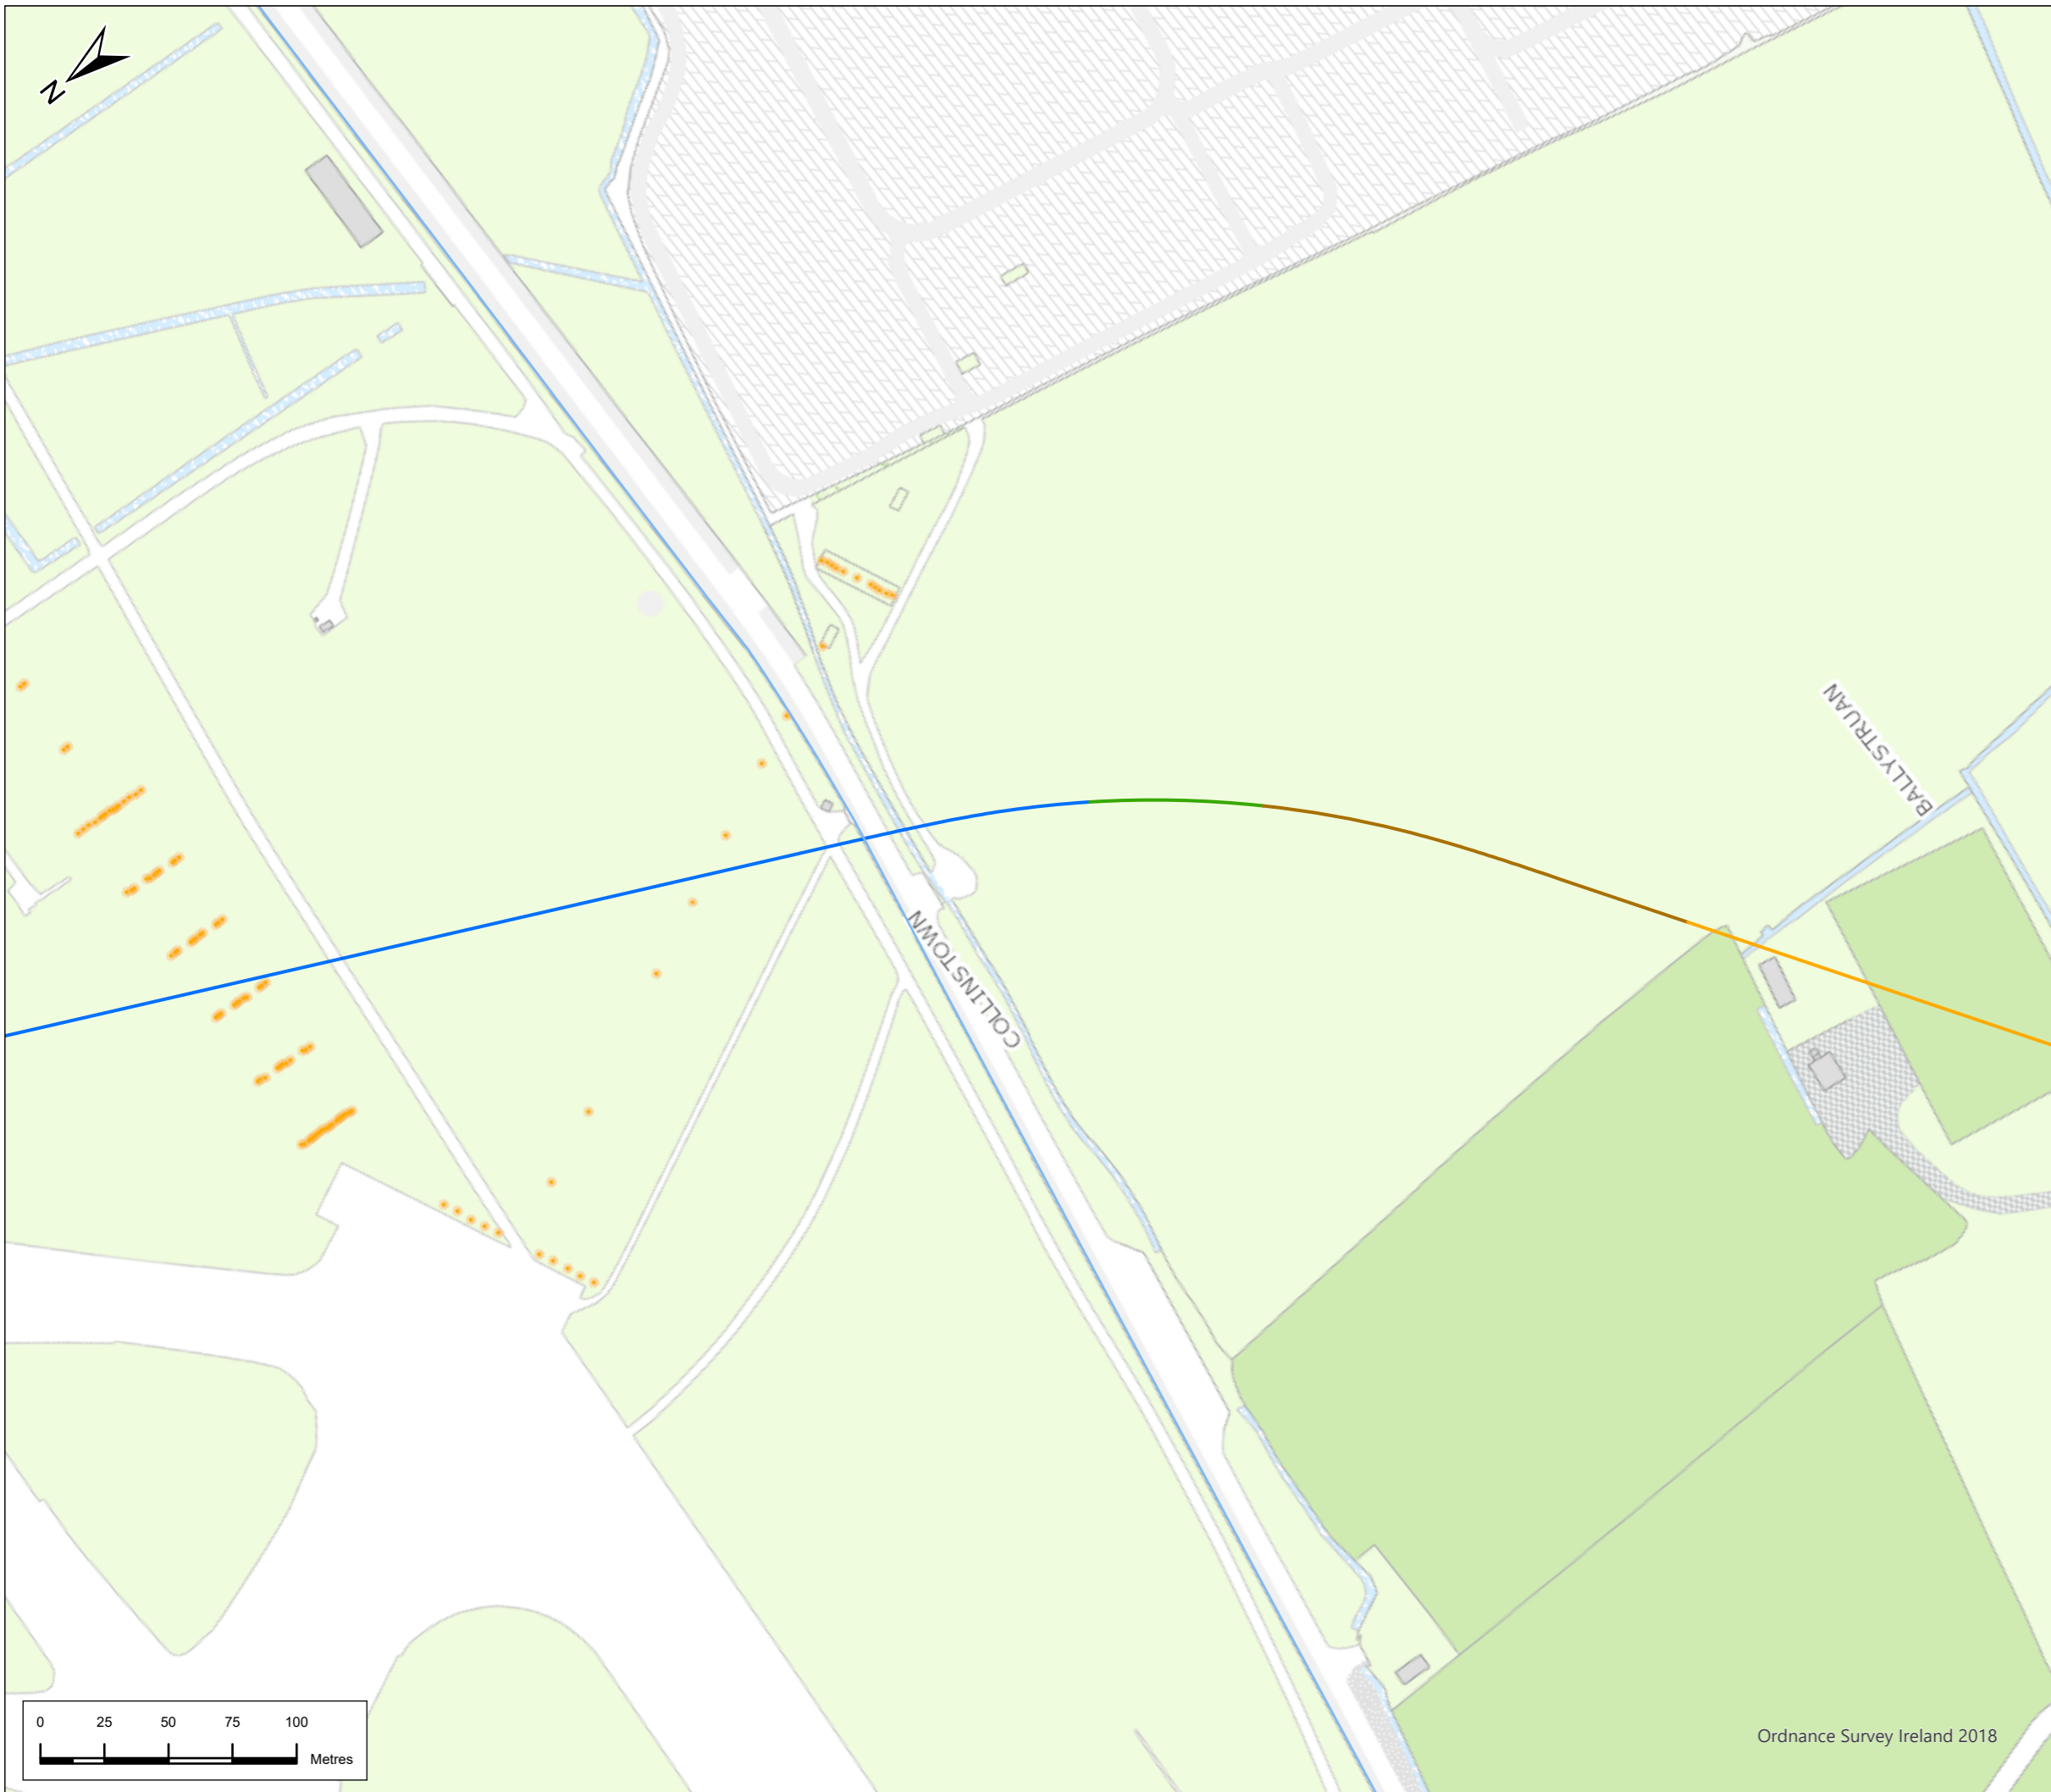 N
BALLYSTRUAN
COLLINSTOWN
0 25 50 75 100
Metres
Ordnance Survey Ireland 2018